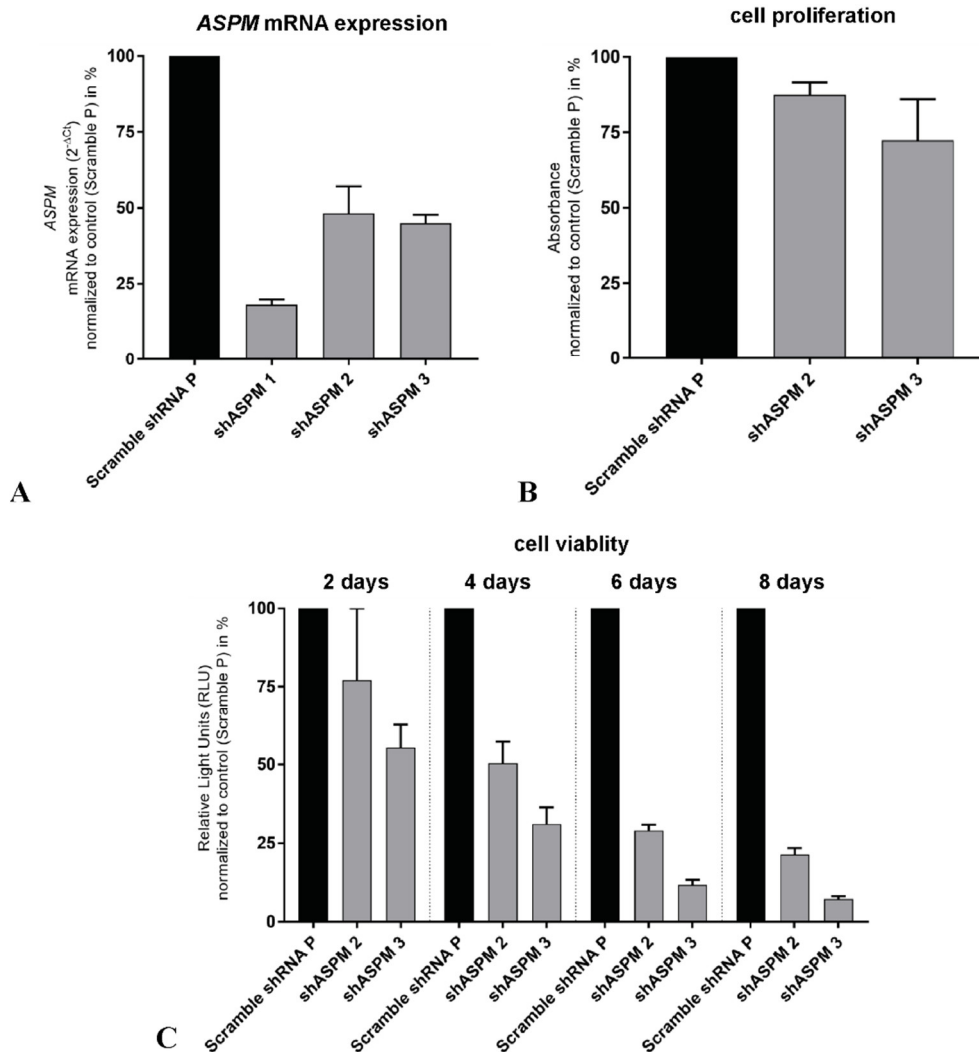 ASPM mRNA expression
ASPM
mRNA expression (2^-ΔCt)
normalized to control (Scramble P) in %
100
75
50
25
0
Scramble shRNA P
shASPM 1
shASPM 2
shASPM 3
A
cell proliferation
Absorbance
normalized to control (Scramble P) in %
100
75
50
25
0
Scramble shRNA P
shASPM 2
shASPM 3
B
cell viablity
2 days
4 days
6 days
8 days
Relative Light Units (RLU)
normalized to control (Scramble P) in %
100
75
50
25
0
Scramble shRNA P
shASPM 2
shASPM 3
Scramble shRNA P
shASPM 2
shASPM 3
Scramble shRNA P
shASPM 2
shASPM 3
Scramble shRNA P
shASPM 2
shASPM 3
C